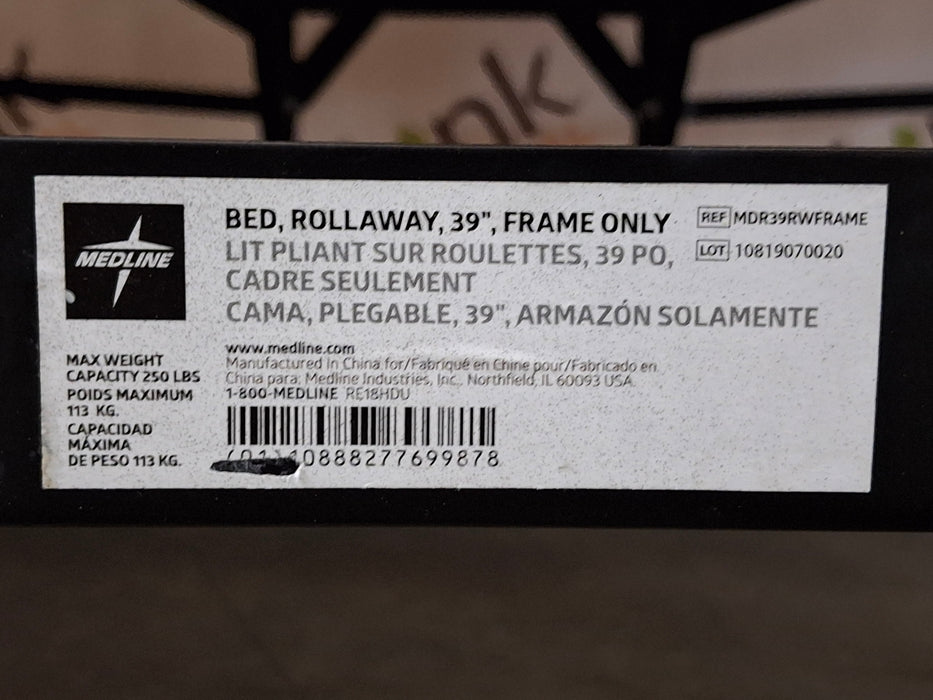 nk
MEDLINE
BED, ROLLAWAY, 39", FRAME ONLY
REF MDR39RWFRAME
LIT PLIANT SUR ROULETTES, 39 PO,
LOT 10819070020
CADRE SEULEMENT
CAMA, PLEGABLE, 39", ARMAZÓN SOLAMENTE
MAX WEIGHT
CAPACITY 250 LBS
POIDS MAXIMUM
113 KG.
CAPACIDAD
MÁXIMA
DE PESO 113 KG.
www.medline.com
Manufactured in China for/Fabriqué en Chine pour/Fabricado en
China para: Medline Industries, Inc., Northfield, IL 60093 USA.
1-800-MEDLINE RE18HDU
(01)10888277699878